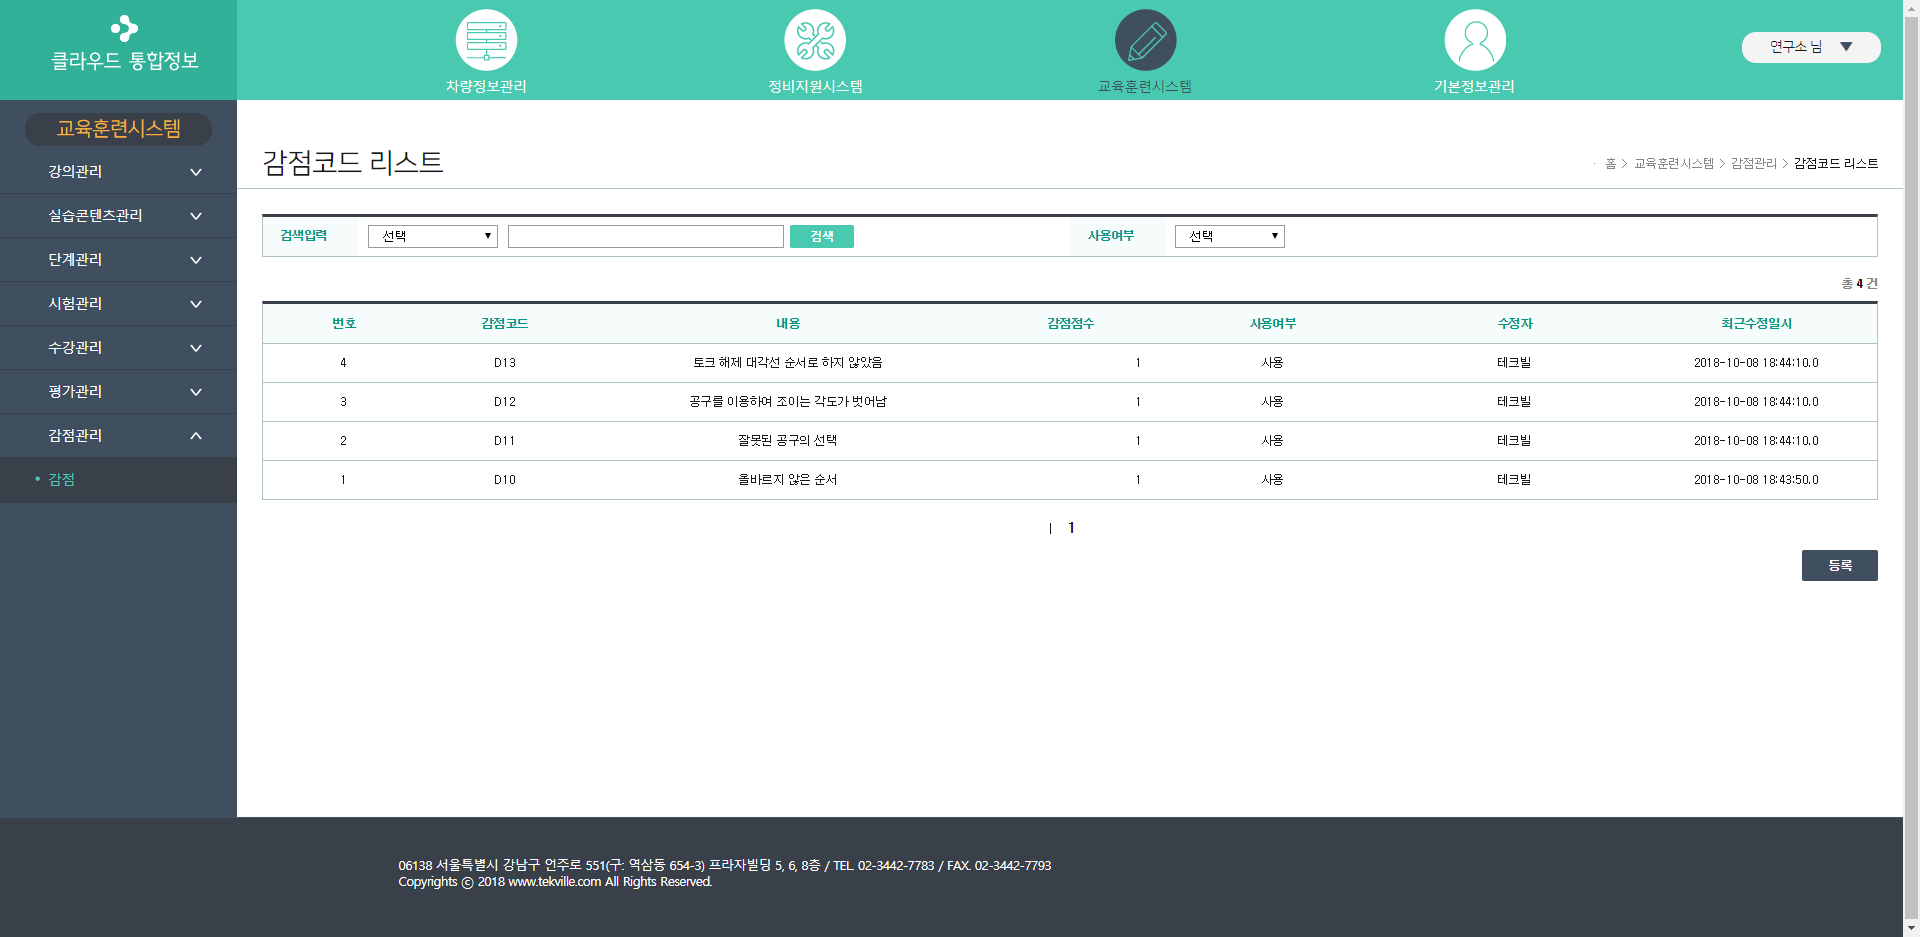 클라우드 통합정보
차량정보관리
정비지원시스템
교육훈련시스템
기본정보관리
연구소 님 ▼
교육훈련시스템
강의관리
실습콘텐츠관리
단계관리
시험관리
수강관리
평가관리
감점관리
• 감점
감점코드 리스트
· 홈 > 교육훈련시스템 > 감점관리 > 감점코드 리스트
검색입력 선택 검색 사용여부 선택
총 4 건
번호 감점코드 내용 감점점수 사용여부 수정자 최근수정일시
4 D13 토크 해제 대각선 순서로 하지 않았음 1 사용 테크빌 2018-10-08 18:44:10.0
3 D12 공구를 이용하여 조이는 각도가 벗어남 1 사용 테크빌 2018-10-08 18:44:10.0
2 D11 잘못된 공구의 선택 1 사용 테크빌 2018-10-08 18:44:10.0
1 D10 올바르지 않은 순서 1 사용 테크빌 2018-10-08 18:43:50.0
| 1
등록
06138 서울특별시 강남구 언주로 551(구: 역삼동 654-3) 프라자빌딩 5, 6, 8층 / TEL. 02-3442-7783 / FAX. 02-3442-7793
Copyrights ⓒ 2018 www.tekville.com All Rights Reserved.